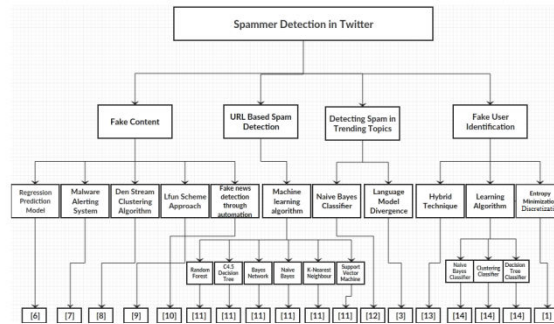 Spammer Detection in Twitter
Fake Content
URL Based Spam
Detection
Detecting Spam in
Trending Topics
Fake User
Identification
Regression
Prediction
Model
Malware
Alerting
System
Den Stream
Clustering
Algorithm
Lfun Scheme
Approach
Fake news
detection
through
automation
Machine
learning
algorithm
Naive Bayes
Classifier
Language
Model
Divergence
Hybrid
Technique
Learning
Algorithm
Entropy
Minimization
Discretization
Random
Forest
C4.5
Decision
Tree
Bayes
Network
Naive
Bayes
K-Nearest
Neighbour
Support
Vector
Machine
Naive
Bayes
Classifier
Clustering
Classifier
Decision
Tree
Classifier
[6]
[7]
[8]
[9]
[10]
[11]
[11]
[11]
[11]
[11]
[11]
[12]
[3]
[13]
[14]
[14]
[14]
[1]